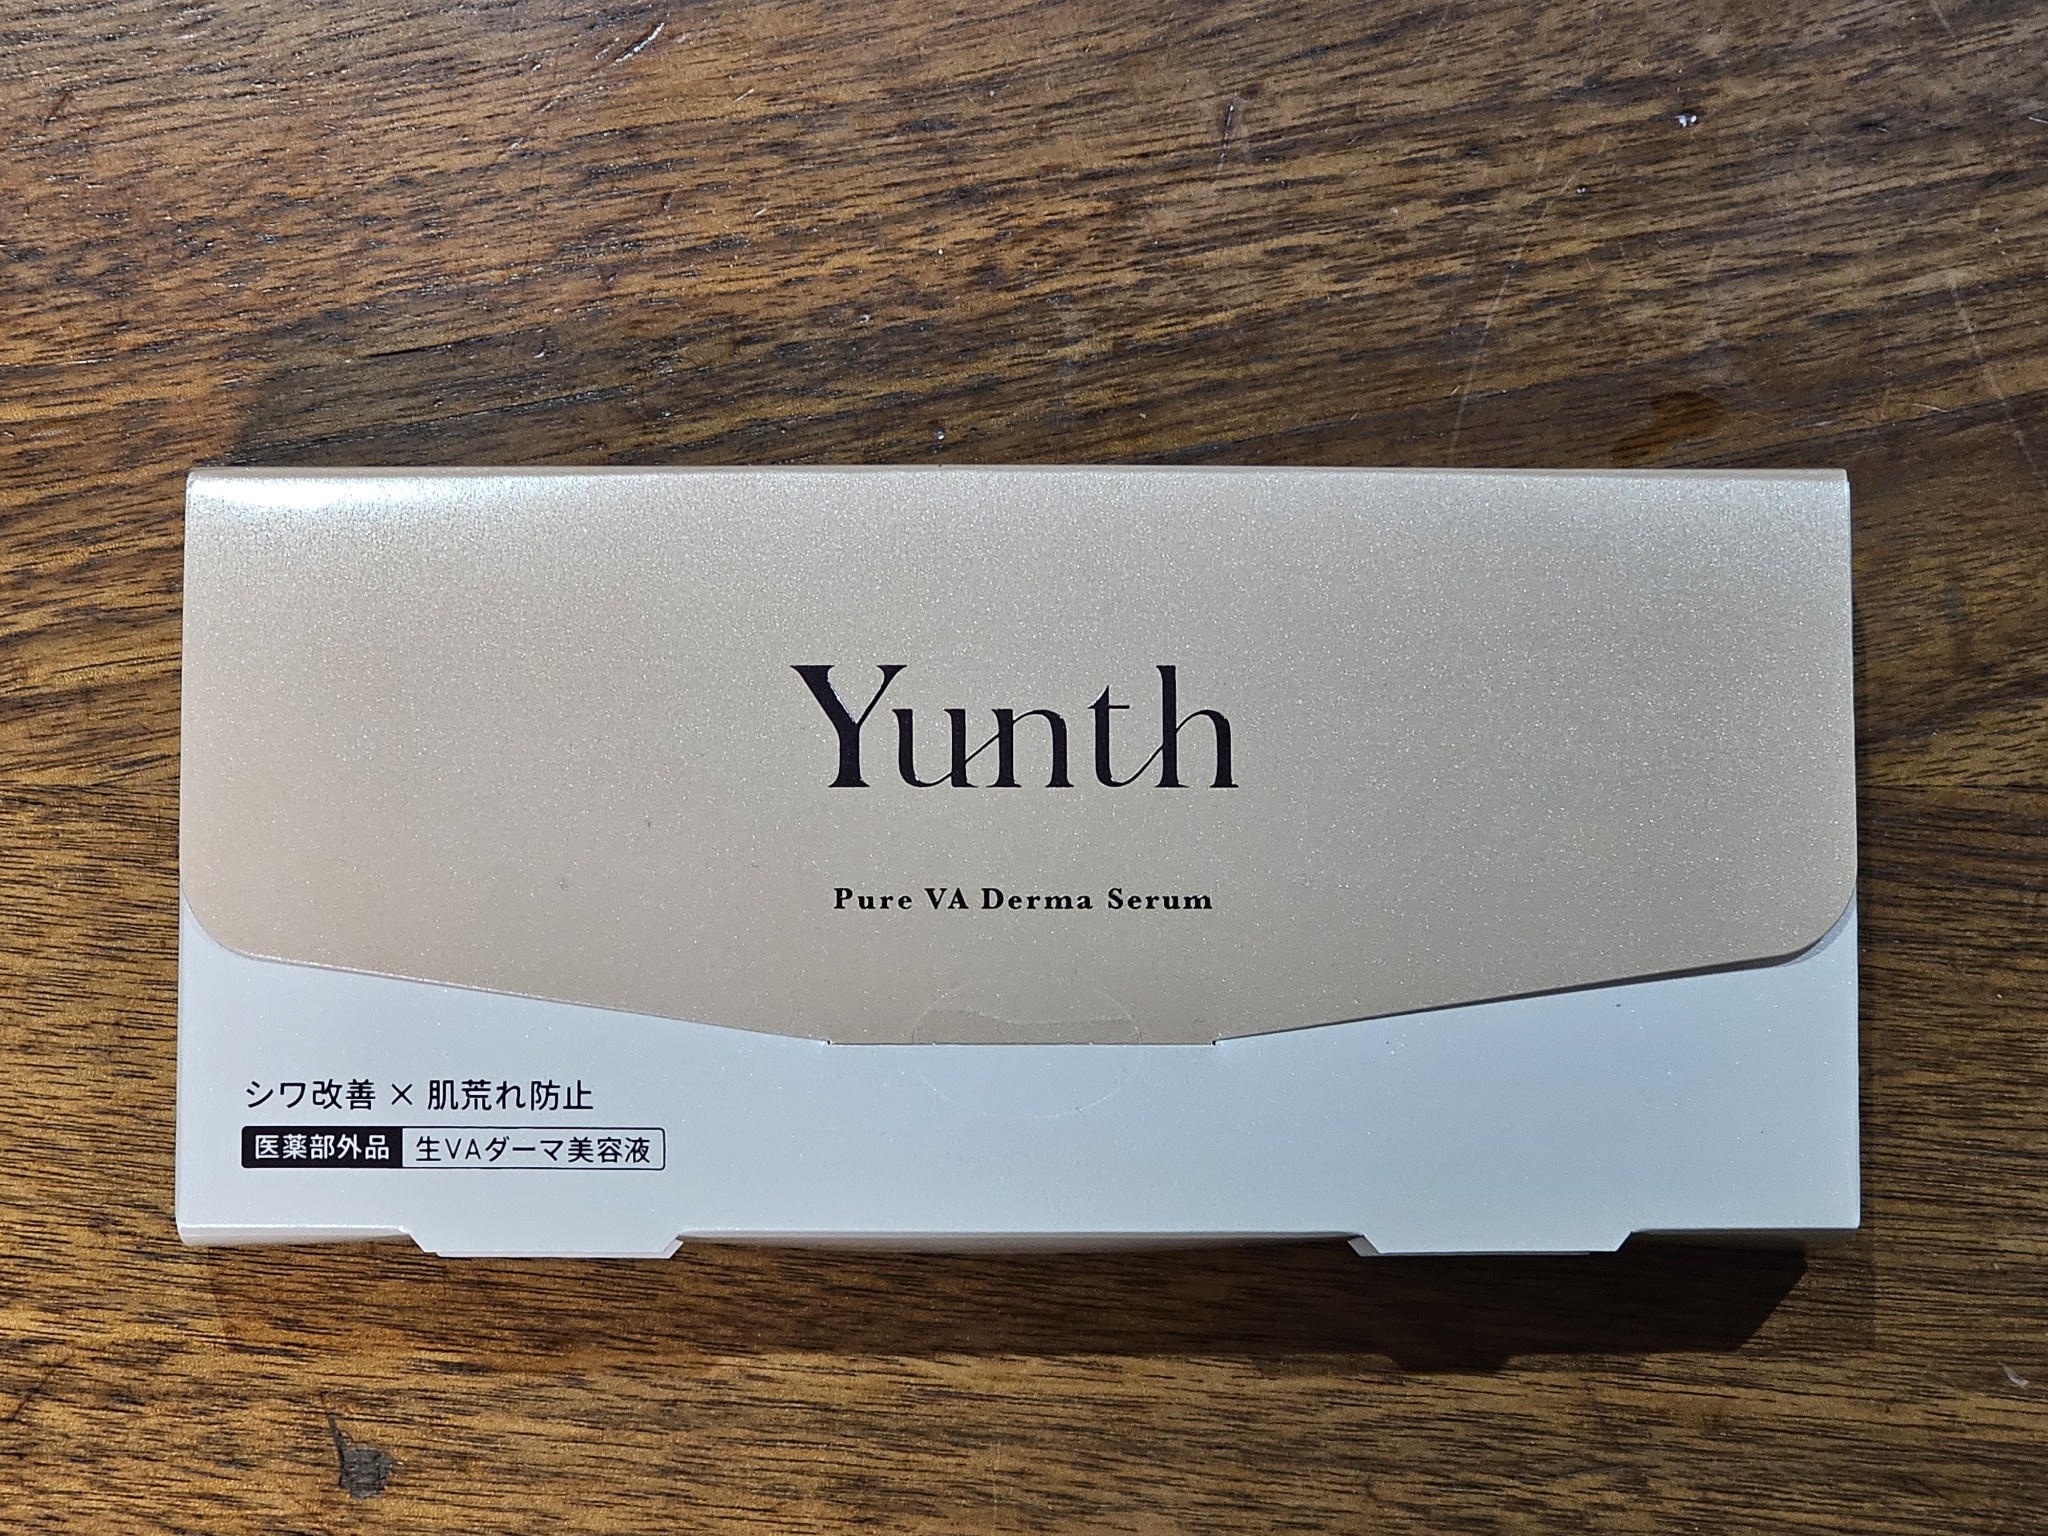 Yunth
Pure VA Derma Serum
シワ改善 × 肌荒れ防止
医薬部外品 生VAダーマ美容液